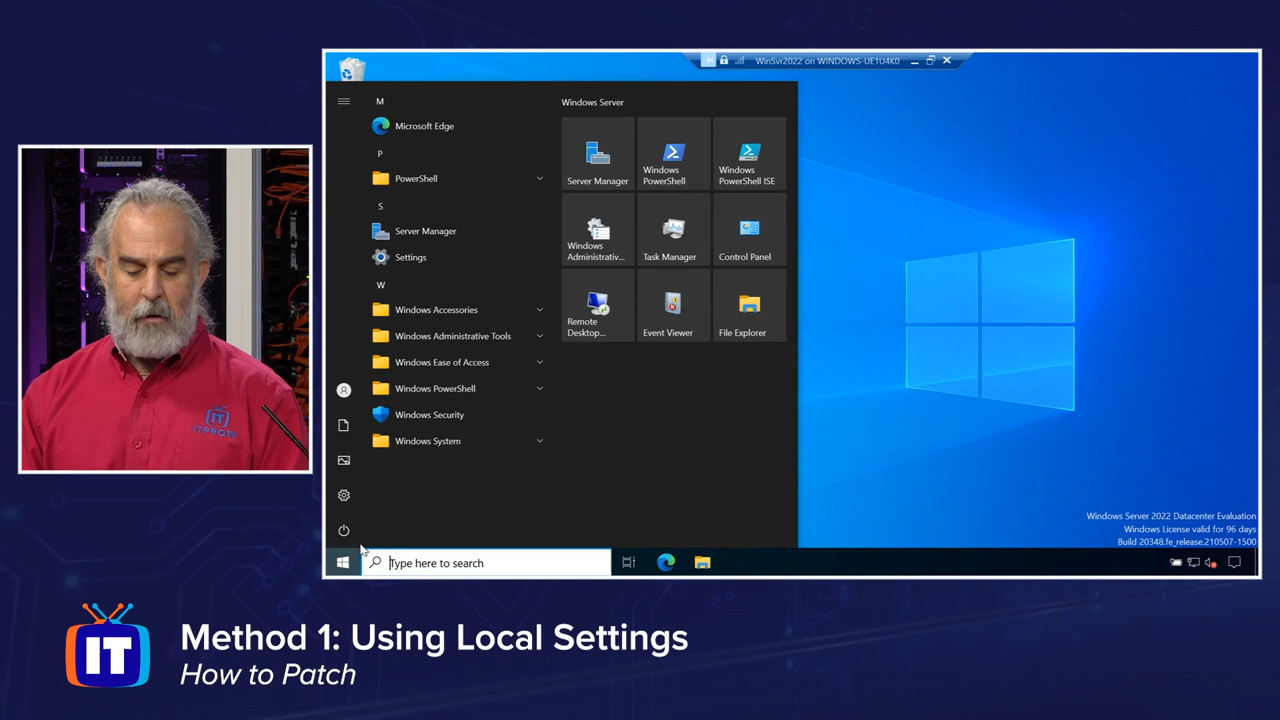 WinSvr2022 on WINDOWS-UE1U4K0
M
Microsoft Edge
P
PowerShell
S
Server Manager
Settings
W
Windows Accessories
Windows Administrative Tools
Windows Ease of Access
Windows PowerShell
Windows Security
Windows System
Windows Server
Server Manager
Windows
PowerShell
Windows
PowerShell ISE
Windows
Administrativ...
Task Manager
Control Panel
Remote
Desktop...
Event Viewer
File Explorer
Windows Server 2022 Datacenter Evaluation
Windows License valid for 96 days
Build 20348.fe_release.210507-1500
Type here to search
IT
ITPROTV
IT
Method 1: Using Local Settings
How to Patch